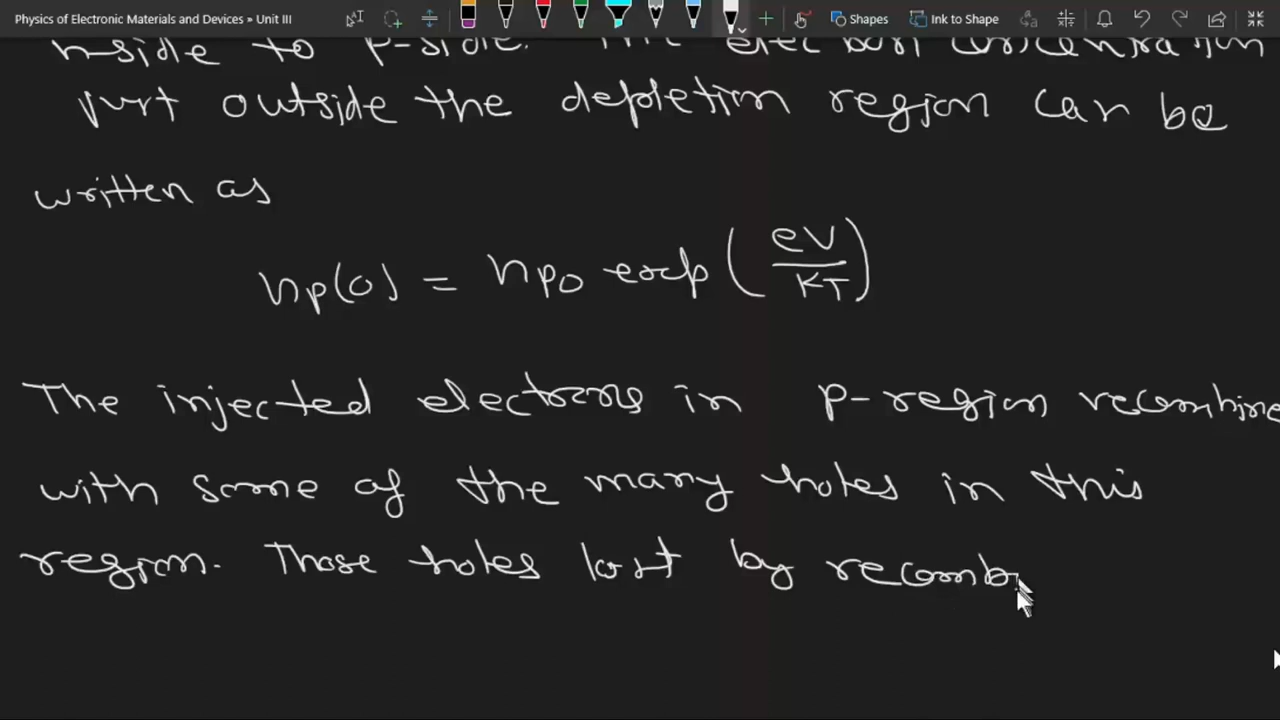 Physics of Electronic Materials and Devices » Unit III
Shapes
Ink to Shape
n-side to p-side. The electron concentration
just outside the depletion region can be
written as
np(0) = npo exp (eV/KT)
The injected electrons in p-region recombine
with some of the many holes in this
region. Those holes lost by recomb